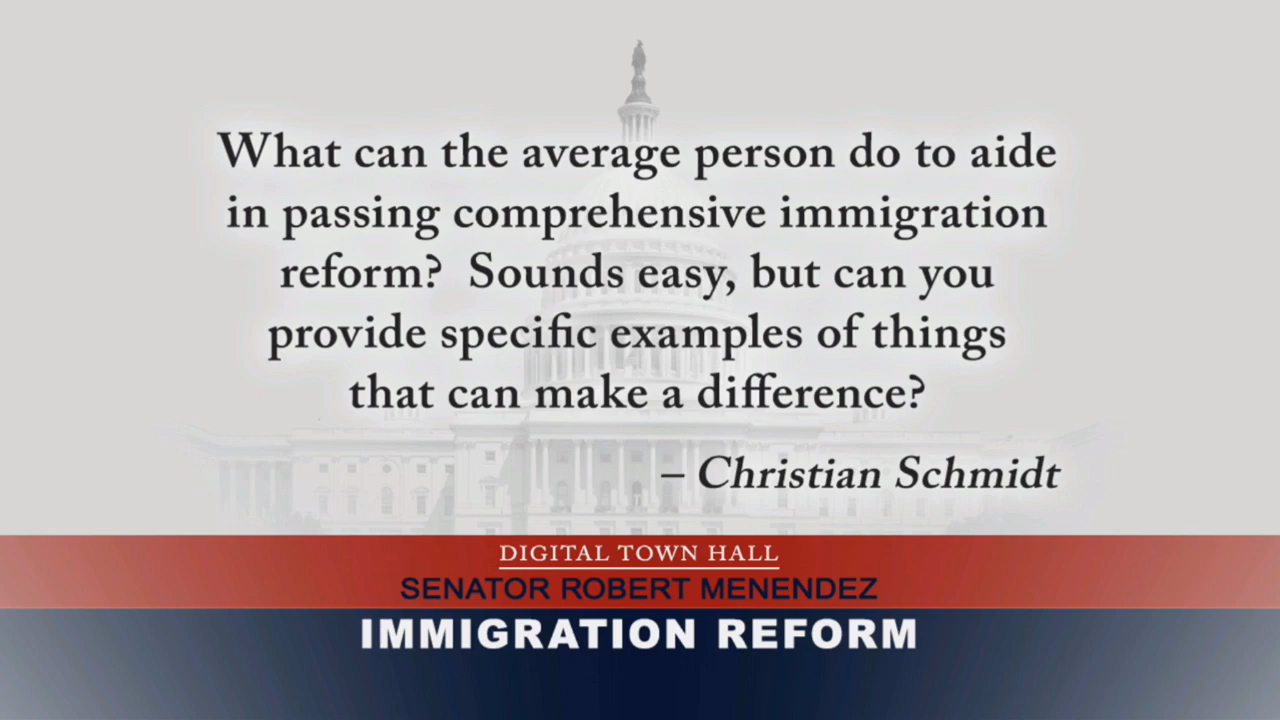 What can the average person do to aide
in passing comprehensive immigration
reform? Sounds easy, but can you
provide specific examples of things
that can make a difference?
– Christian Schmidt
DIGITAL TOWN HALL
SENATOR ROBERT MENENDEZ
IMMIGRATION REFORM